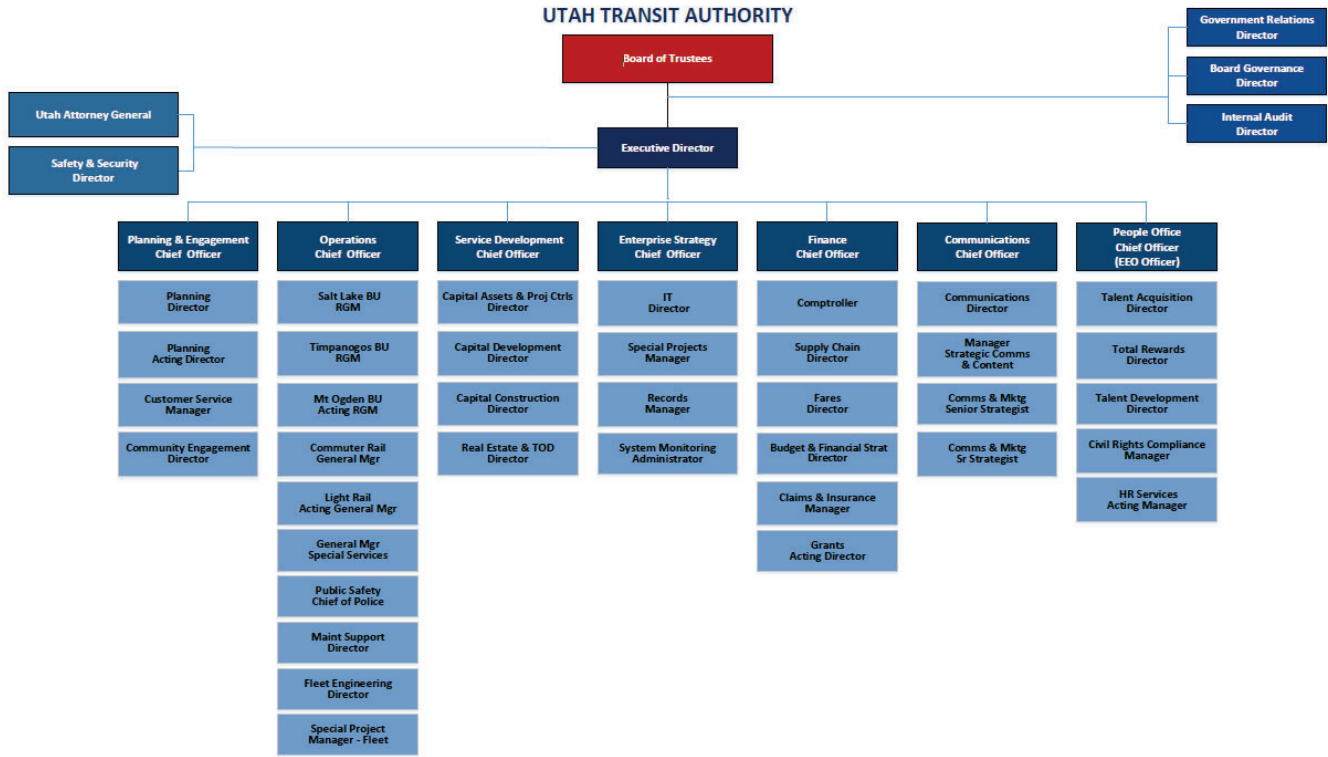 UTAH TRANSIT AUTHORITY
Board of Trustees
Government Relations
Director
Board Governance
Director
Internal Audit
Director
Utah Attorney General
Safety & Security
Director
Executive Director
Planning & Engagement
Chief Officer
Planning
Director
Planning
Acting Director
Customer Service
Manager
Community Engagement
Director
Operations
Chief Officer
Salt Lake BU
RGM
Timpanogos BU
RGM
Mt Ogden BU
Acting RGM
Commuter Rail
General Mgr
Light Rail
Acting General Mgr
General Mgr
Special Services
Public Safety
Chief of Police
Maint Support
Director
Fleet Engineering
Director
Special Project
Manager - Fleet
Service Development
Chief Officer
Capital Assets & Proj Ctrls
Director
Capital Development
Director
Capital Construction
Director
Real Estate & TOD
Director
Enterprise Strategy
Chief Officer
IT
Director
Special Projects
Manager
Records
Manager
System Monitoring
Administrator
Finance
Chief Officer
Comptroller
Supply Chain
Director
Fares
Director
Budget & Financial Strat
Director
Claims & Insurance
Manager
Grants
Acting Director
Communications
Chief Officer
Communications
Director
Manager
Strategic Comms
& Content
Comms & Mktg
Senior Strategist
Comms & Mktg
Sr Strategist
People Office
Chief Officer
(EEO Officer)
Talent Acquisition
Director
Total Rewards
Director
Talent Development
Director
Civil Rights Compliance
Manager
HR Services
Acting Manager